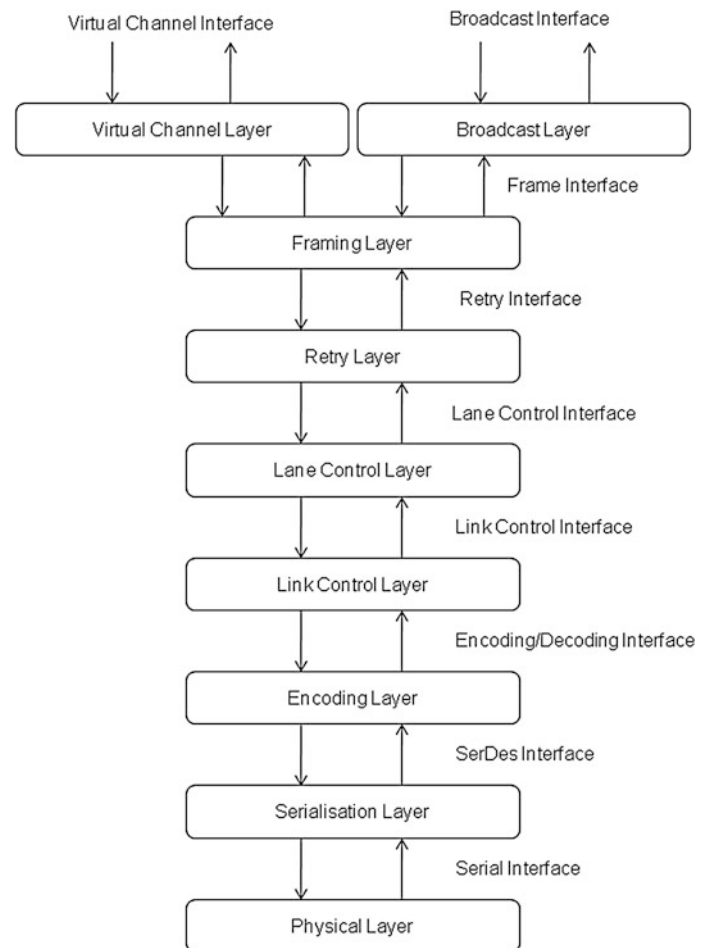 Virtual Channel Interface
Broadcast Interface
Virtual Channel Layer
Broadcast Layer
Frame Interface
Framing Layer
Retry Interface
Retry Layer
Lane Control Interface
Lane Control Layer
Link Control Interface
Link Control Layer
Encoding/Decoding Interface
Encoding Layer
SerDes Interface
Serialisation Layer
Serial Interface
Physical Layer